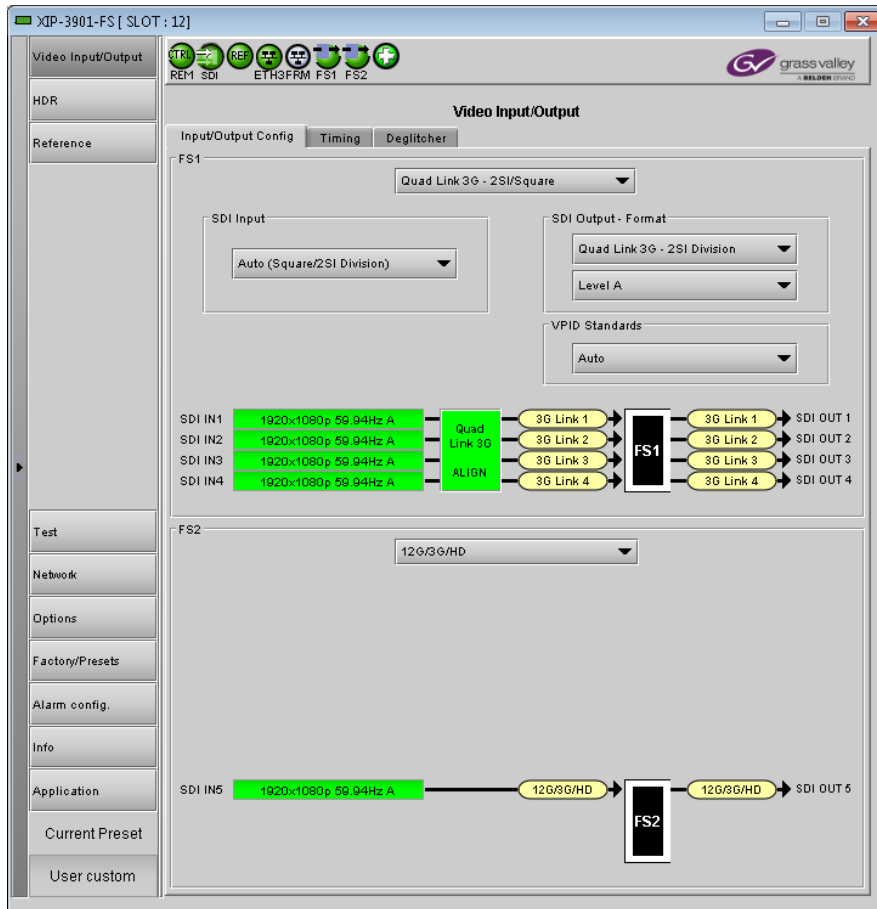 XIP-3901-FS [ SLOT : 12]
Video Input/Output
HDR
Reference
Test
Network
Options
Factory/Presets
Alarm config.
Info
Application
Current Preset
User custom
CTRL
REF
REM SDI ETH3FRM FS1 FS2
GV grass valley
A BELDEN BRAND
Video Input/Output
Input/Output Config Timing Deglitcher
FS1
Quad Link 3G - 2SI/Square
SDI Input
Auto (Square/2SI Division)
SDI Output - Format
Quad Link 3G - 2SI Division
Level A
VPID Standards
Auto
SDI IN1 1920x1080p 59.94Hz A 3G Link 1 3G Link 1 SDI OUT 1
SDI IN2 1920x1080p 59.94Hz A 3G Link 2 3G Link 2 SDI OUT 2
SDI IN3 1920x1080p 59.94Hz A 3G Link 3 3G Link 3 SDI OUT 3
SDI IN4 1920x1080p 59.94Hz A 3G Link 4 3G Link 4 SDI OUT 4
Quad
Link 3G
ALIGN
FS1
FS2
12G/3G/HD
SDI IN5 1920x1080p 59.94Hz A 12G/3G/HD 12G/3G/HD SDI OUT 5
FS2